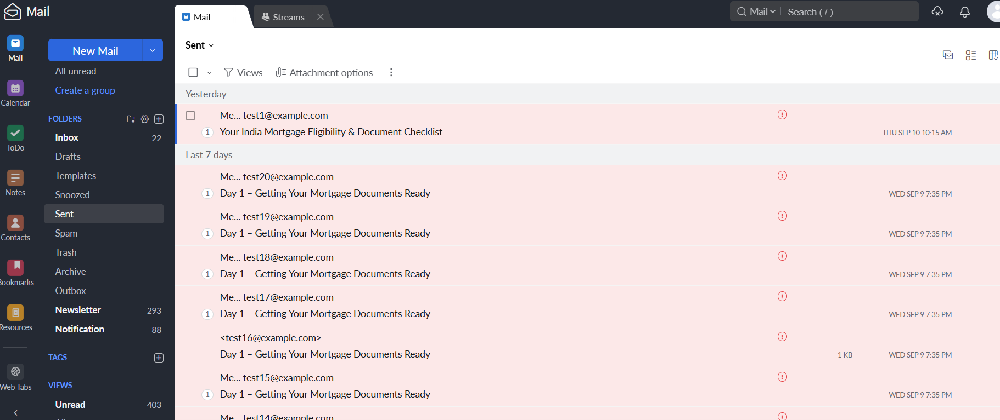 Mail
Mail
Streams
Mail
Search ( / )
Mail
Calendar
ToDo
Notes
Contacts
Bookmarks
Resources
Web Tabs
New Mail
All unread
Create a group
FOLDERS
Inbox 22
Drafts
Templates
Snoozed
Sent
Spam
Trash
Archive
Outbox
Newsletter 293
Notification 88
TAGS
VIEWS
Unread 403
Sent
Views
Attachment options
Yesterday
Me... test1@example.com
1 Your India Mortgage Eligibility & Document Checklist THU SEP 10 10:15 AM
Last 7 days
Me... test20@example.com
1 Day 1 – Getting Your Mortgage Documents Ready WED SEP 9 7:35 PM
Me... test19@example.com
1 Day 1 – Getting Your Mortgage Documents Ready WED SEP 9 7:35 PM
Me... test18@example.com
1 Day 1 – Getting Your Mortgage Documents Ready WED SEP 9 7:35 PM
Me... test17@example.com
1 Day 1 – Getting Your Mortgage Documents Ready WED SEP 9 7:35 PM
<test16@example.com>
Day 1 – Getting Your Mortgage Documents Ready 1 KB WED SEP 9 7:35 PM
Me... test15@example.com
1 Day 1 – Getting Your Mortgage Documents Ready WED SEP 9 7:35 PM
Me... test14@example.com